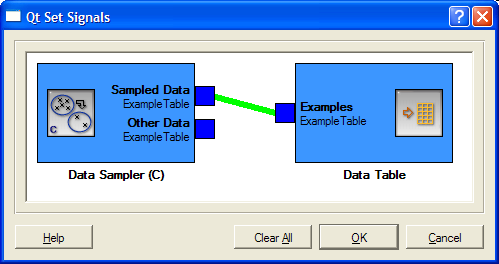 Qt Set Signals
Sampled Data
ExampleTable
Other Data
ExampleTable
C
Data Sampler (C)
Examples
ExampleTable
Data Table
Help
Clear All
OK
Cancel